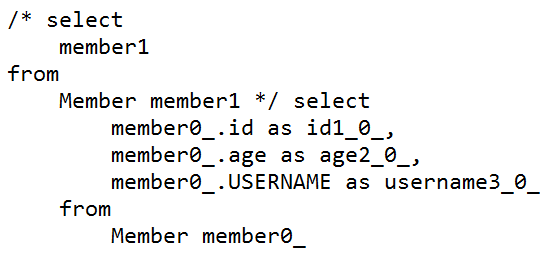 /* select
    member1
from
    Member member1 */ select
        member0_.id as id1_0_,
        member0_.age as age2_0_,
        member0_.USERNAME as username3_0_
    from
        Member member0_